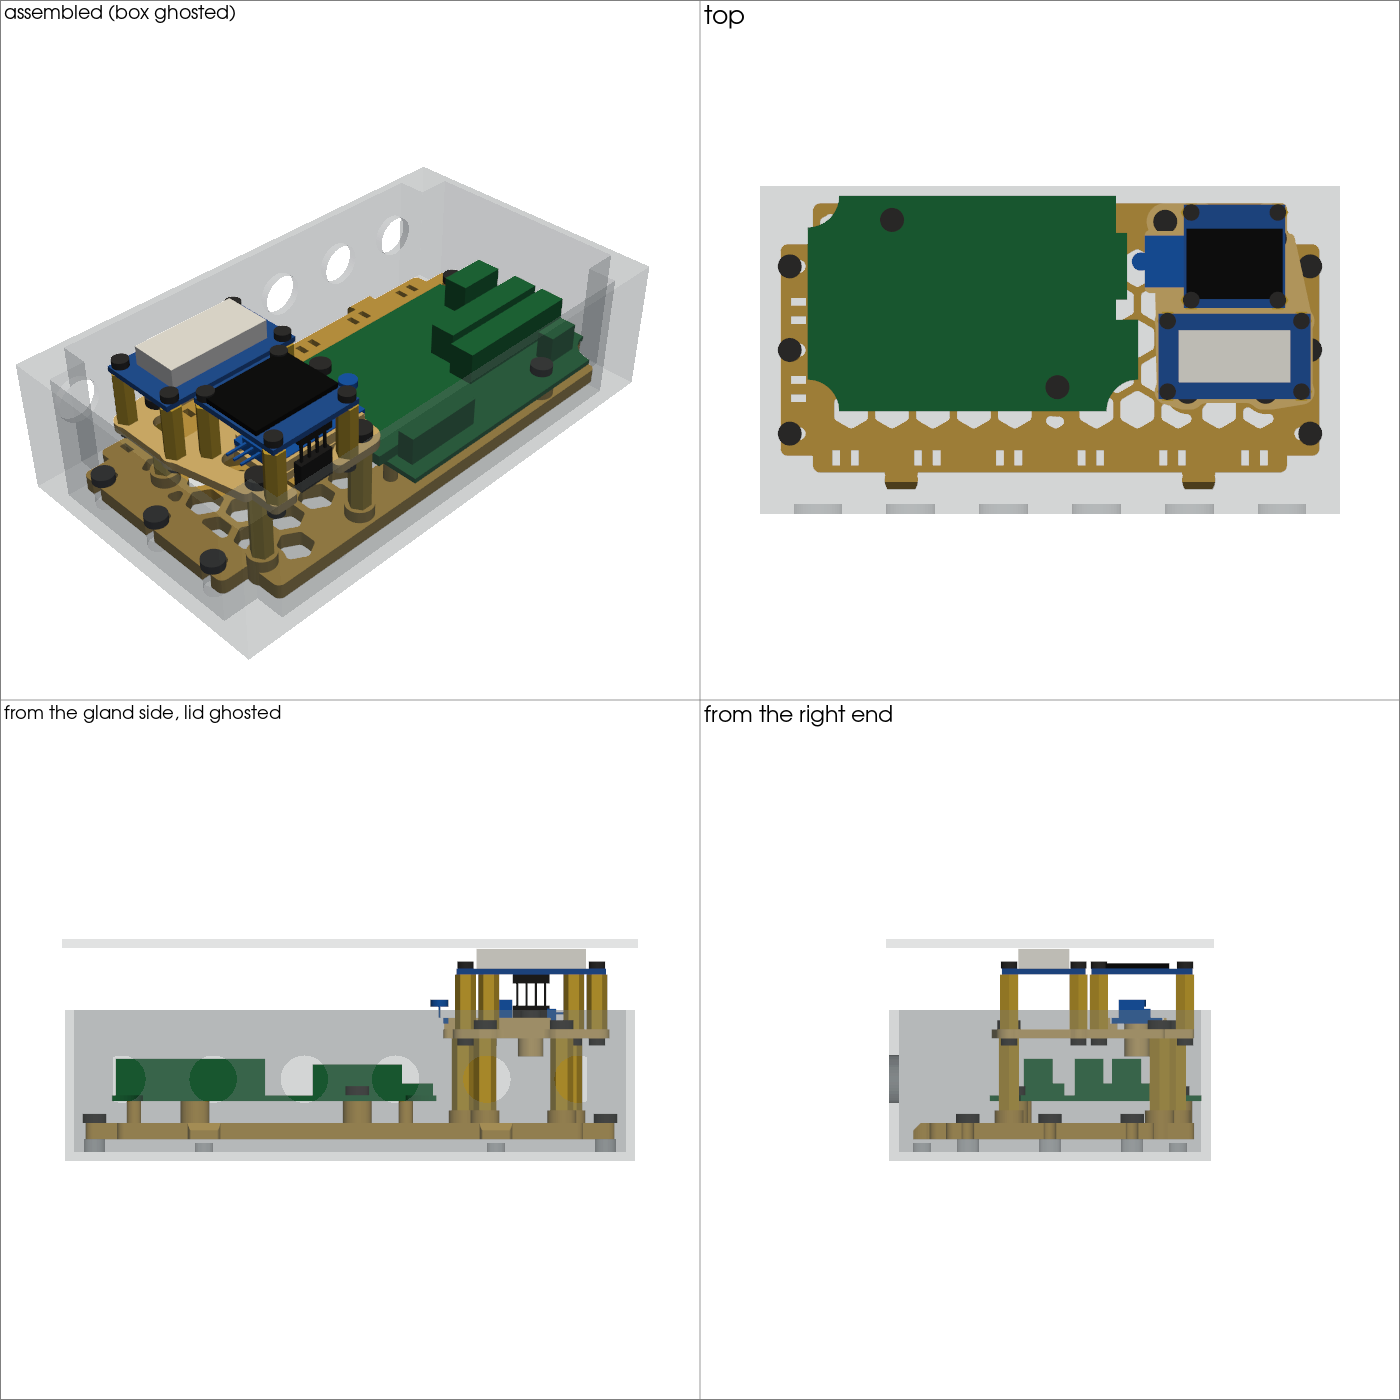 assembled (box ghosted)
top
from the gland side, lid ghosted
from the right end